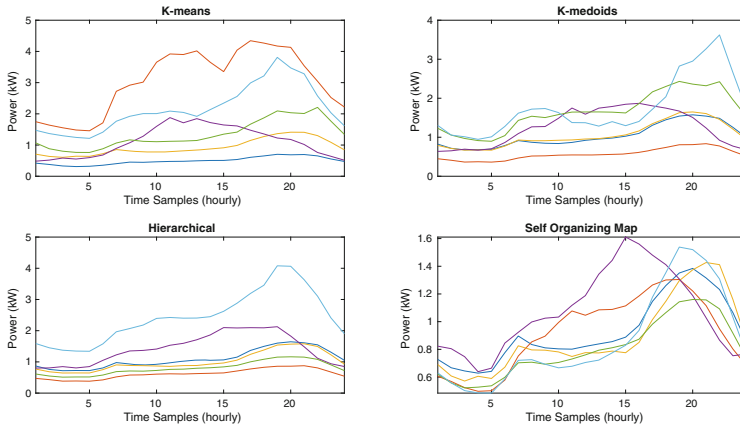 K-means
5
4
3
2
1
0
Power (kW)
5 10 15 20
Time Samples (hourly)
K-medoids
4
3
2
1
0
Power (kW)
5 10 15 20
Time Samples (hourly)
Hierarchical
5
4
3
2
1
0
Power (kW)
5 10 15 20
Time Samples (hourly)
Self Organizing Map
1.6
1.4
1.2
1
0.8
0.6
Power (kW)
5 10 15 20
Time Samples (hourly)